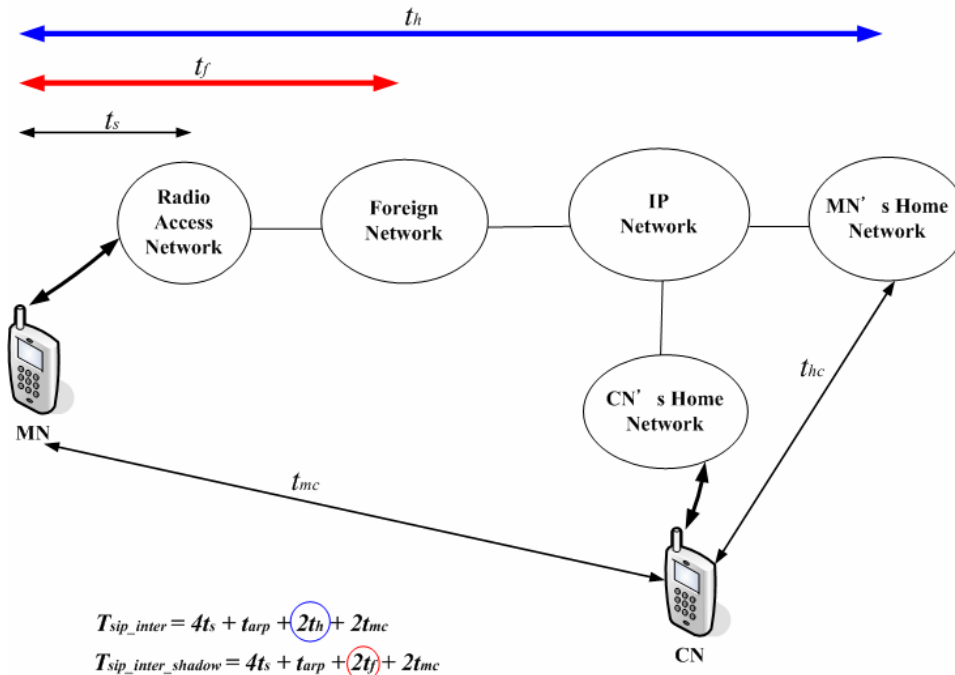 th
tf
ts
Radio
Access
Network
Foreign
Network
IP
Network
MN's Home
Network
MN
CN's Home
Network
thc
tmc
CN
Tsip_inter = 4ts + tarp + 2th + 2tmc
Tsip_inter_shadow = 4ts + tarp + 2tf + 2tmc